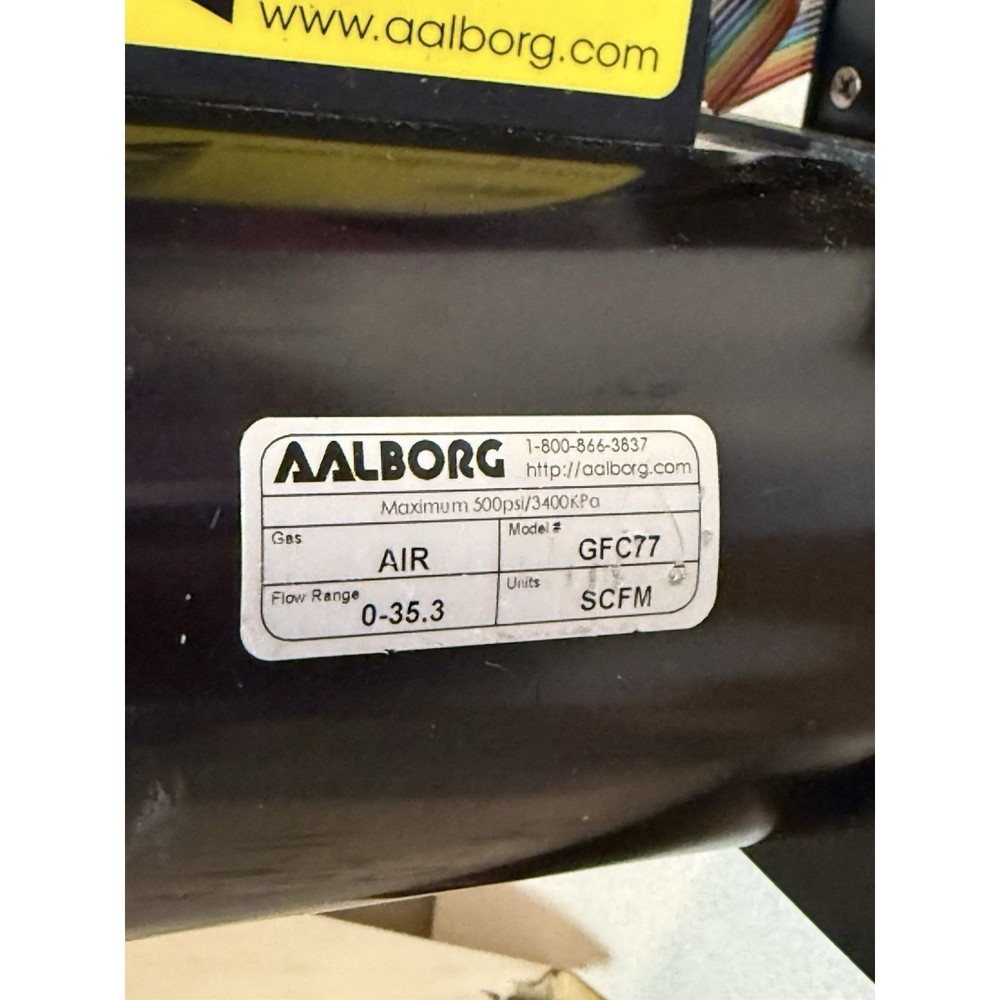 www.aalborg.com
AALBORG
1-800-866-3837
http://aalborg.com
Maximum 500psi/3400KPa
Gas
AIR
Model #
GFC77
Flow Range
0-35.3
Units
SCFM